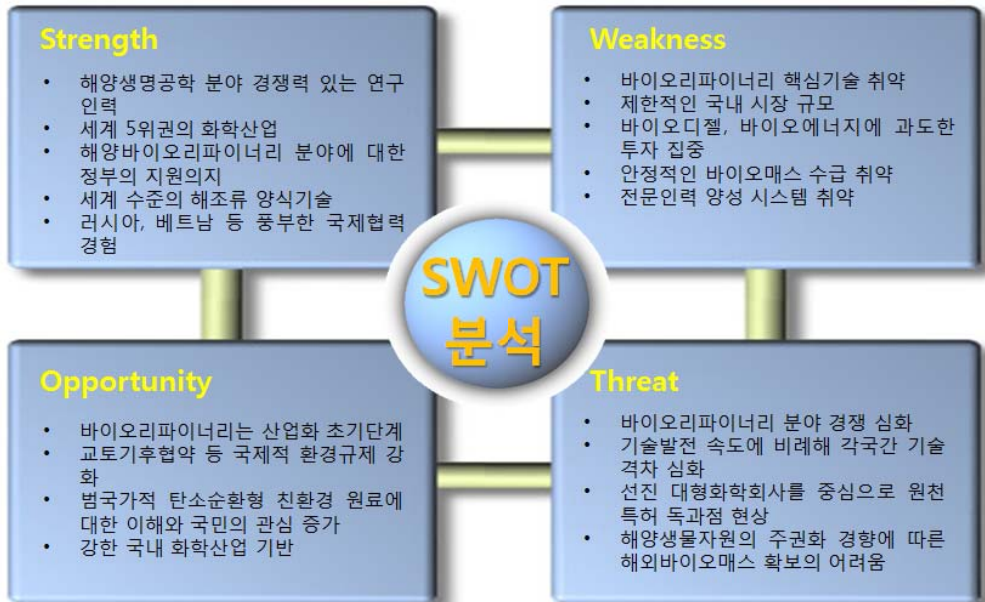 Strength
• 해양생명공학 분야 경쟁력 있는 연구
인력
• 세계 5위권의 화학산업
• 해양바이오리파이너리 분야에 대한
정부의 지원의지
• 세계 수준의 해조류 양식기술
• 러시아, 베트남 등 풍부한 국제협력
경험
Weakness
• 바이오리파이너리 핵심기술 취약
• 제한적인 국내 시장 규모
• 바이오디젤, 바이오에너지에 과도한
투자 집중
• 안정적인 바이오매스 수급 취약
• 전문인력 양성 시스템 취약
SWOT
분석
Opportunity
• 바이오리파이너리는 산업화 초기단계
• 교토기후협약 등 국제적 환경규제 강
화
• 범국가적 탄소순환형 친환경 원료에
대한 이해와 국민의 관심 증가
• 강한 국내 화학산업 기반
Threat
• 바이오리파이너리 분야 경쟁 심화
• 기술발전 속도에 비례해 각국간 기술
격차 심화
• 선진 대형화학회사를 중심으로 원천
특허 독과점 현상
• 해양생물자원의 주권화 경향에 따른
해외바이오매스 확보의 어려움